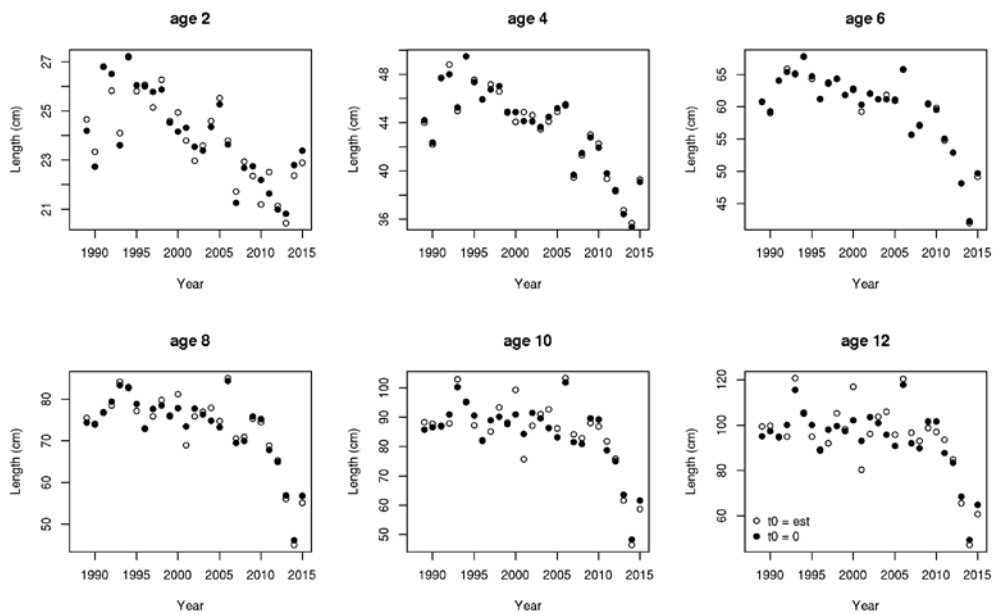 age 2
age 4
age 6
Length (cm)
27
25
23
21
1990 1995 2000 2005 2010 2015
Year
Length (cm)
48
44
40
36
1990 1995 2000 2005 2010 2015
Year
Length (cm)
65
60
55
50
45
1990 1995 2000 2005 2010 2015
Year
age 8
age 10
age 12
Length (cm)
80
70
60
50
1990 1995 2000 2005 2010 2015
Year
Length (cm)
100
90
80
70
60
50
1990 1995 2000 2005 2010 2015
Year
Length (cm)
120
100
80
60
t0 = est
t0 = 0
1990 1995 2000 2005 2010 2015
Year